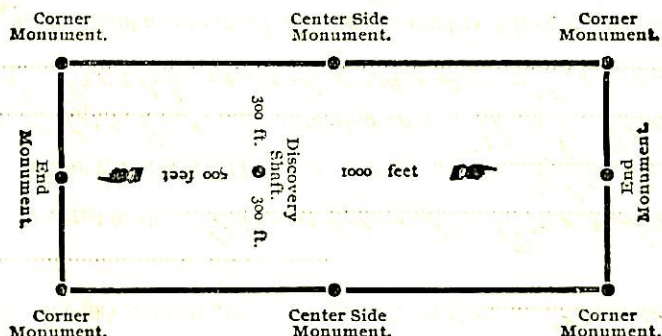 Corner
Monument.
Center Side
Monument.
Corner
Monument.
End
Monument.
500 feet
300 ft.
300 ft.
Discovery
Shaft.
1000 feet
End
Monument.
Corner
Monument.
Center Side
Monument.
Corner
Monument.